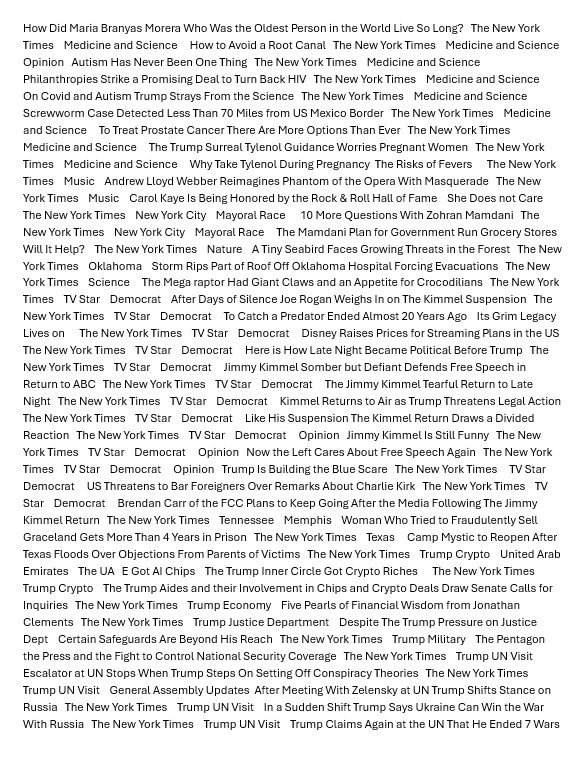 How Did Maria Branyas Morera Who Was the Oldest Person in the World Live So Long? The New York
Times Medicine and Science How to Avoid a Root Canal The New York Times Medicine and Science
Opinion Autism Has Never Been One Thing The New York Times Medicine and Science
Philanthropies Strike a Promising Deal to Turn Back HIV The New York Times Medicine and Science
On Covid and Autism Trump Strays From the Science The New York Times Medicine and Science
Screwworm Case Detected Less Than 70 Miles from US Mexico Border The New York Times Medicine
and Science To Treat Prostate Cancer There Are More Options Than Ever The New York Times
Medicine and Science The Trump Surreal Tylenol Guidance Worries Pregnant Women The New York
Times Medicine and Science Why Take Tylenol During Pregnancy The Risks of Fevers The New York
Times Music Andrew Lloyd Webber Reimagines Phantom of the Opera With Masquerade The New
York Times Music Carol Kaye Is Being Honored by the Rock & Roll Hall of Fame She Does not Care
The New York Times New York City Mayoral Race 10 More Questions With Zohran Mamdani The
New York Times New York City Mayoral Race The Mamdani Plan for Government Run Grocery Stores
Will It Help? The New York Times Nature A Tiny Seabird Faces Growing Threats in the Forest The New
York Times Oklahoma Storm Rips Part of Roof Off Oklahoma Hospital Forcing Evacuations The New
York Times Science The Mega raptor Had Giant Claws and an Appetite for Crocodilians The New York
Times TV Star Democrat After Days of Silence Joe Rogan Weighs In on The Kimmel Suspension The
New York Times TV Star Democrat To Catch a Predator Ended Almost 20 Years Ago Its Grim Legacy
Lives on The New York Times TV Star Democrat Disney Raises Prices for Streaming Plans in the US
The New York Times TV Star Democrat Here is How Late Night Became Political Before Trump The
New York Times TV Star Democrat Jimmy Kimmel Somber but Defiant Defends Free Speech in
Return to ABC The New York Times TV Star Democrat The Jimmy Kimmel Tearful Return to Late
Night The New York Times TV Star Democrat Kimmel Returns to Air as Trump Threatens Legal Action
The New York Times TV Star Democrat Like His Suspension The Kimmel Return Draws a Divided
Reaction The New York Times TV Star Democrat Opinion Jimmy Kimmel Is Still Funny The New
York Times TV Star Democrat Opinion Now the Left Cares About Free Speech Again The New York
Times TV Star Democrat Opinion Trump Is Building the Blue Scare The New York Times TV Star
Democrat US Threatens to Bar Foreigners Over Remarks About Charlie Kirk The New York Times TV
Star Democrat Brendan Carr of the FCC Plans to Keep Going After the Media Following The Jimmy
Kimmel Return The New York Times Tennessee Memphis Woman Who Tried to Fraudulently Sell
Graceland Gets More Than 4 Years in Prison The New York Times Texas Camp Mystic to Reopen After
Texas Floods Over Objections From Parents of Victims The New York Times Trump Crypto United Arab
Emirates The UA E Got AI Chips The Trump Inner Circle Got Crypto Riches The New York Times
Trump Crypto The Trump Aides and their Involvement in Chips and Crypto Deals Draw Senate Calls for
Inquiries The New York Times Trump Economy Five Pearls of Financial Wisdom from Jonathan
Clements The New York Times Trump Justice Department Despite The Trump Pressure on Justice
Dept Certain Safeguards Are Beyond His Reach The New York Times Trump Military The Pentagon
the Press and the Fight to Control National Security Coverage The New York Times Trump UN Visit
Escalator at UN Stops When Trump Steps On Setting Off Conspiracy Theories The New York Times
Trump UN Visit General Assembly Updates After Meeting With Zelensky at UN Trump Shifts Stance on
Russia The New York Times Trump UN Visit In a Sudden Shift Trump Says Ukraine Can Win the War
With Russia The New York Times Trump UN Visit Trump Claims Again at the UN That He Ended 7 Wars